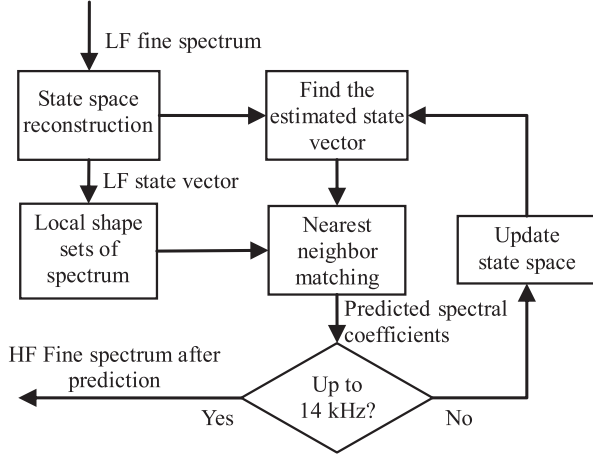 LF fine spectrum
State space
reconstruction
Find the
estimated state
vector
LF state vector
Local shape
sets of
spectrum
Nearest
neighbor
matching
Update
state space
Predicted spectral
coefficients
HF Fine spectrum after
prediction
Up to
14 kHz?
Yes
No